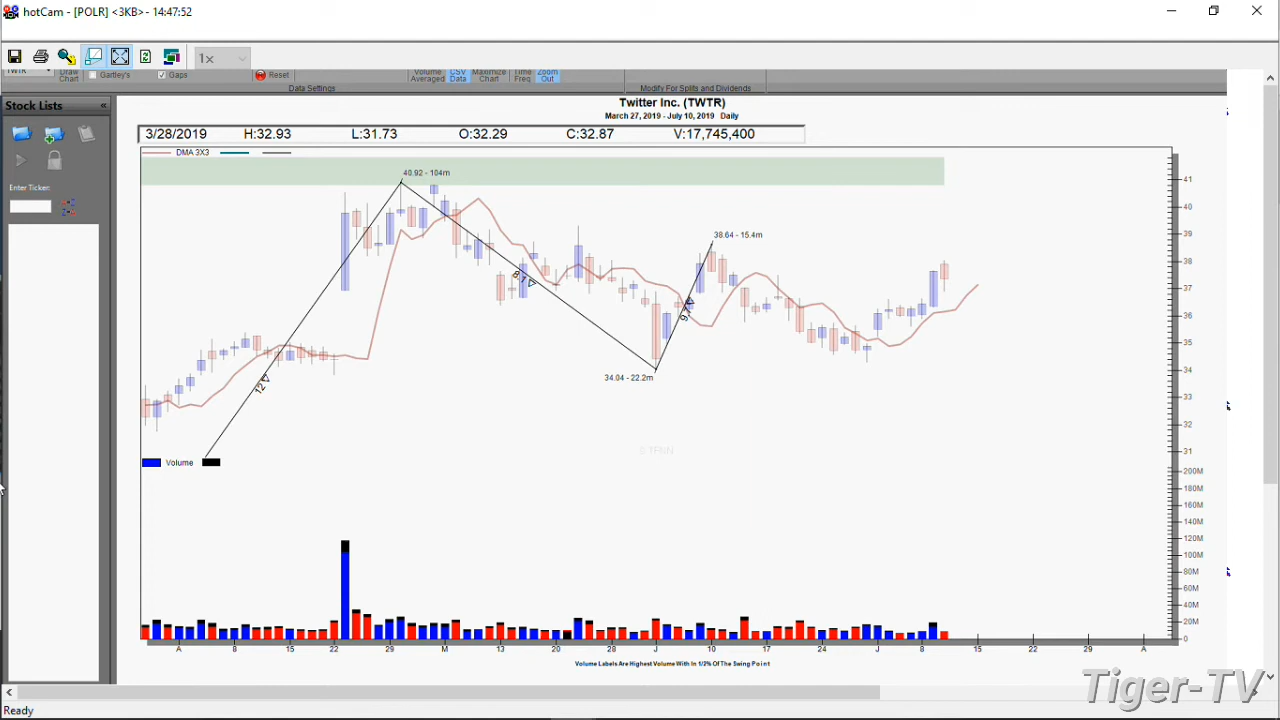 hotCam - [POLR] <3KB> - 14:47:52
1x
TWTR
Draw Chart
Gartley's
Gaps
Reset
Volume Averaged
CSV Data
Maximize Chart
Time Freq
Zoom Out
Data Settings
Modify For Splits and Dividends
Stock Lists «
Enter Ticker:
Twitter Inc. (TWTR)
March 27, 2019 - July 10, 2019 Daily
3/28/2019 H:32.93 L:31.73 O:32.29 C:32.87 V:17,745,400
DMA 3X3
40.92 - 104m
38.64 - 15.4m
34.04 - 22.2m
41
40
39
38
37
36
35
34
33
32
31
Volume
200M
180M
160M
140M
120M
100M
80M
60M
40M
20M
0
A 8 15 22 29 M 6 13 20 28 J 10 17 24 J 8 15 22 29 A
Volume Labels Are Highest Volume With In 1/2% Of The Swing Point
Tiger-TV
Ready